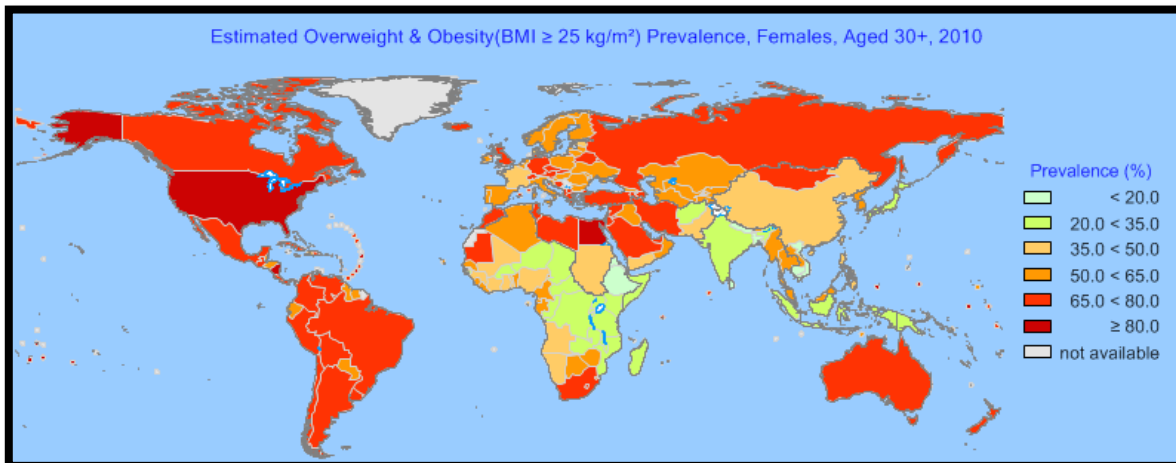 Estimated Overweight & Obesity(BMI ≥ 25 kg/m²) Prevalence, Females, Aged 30+, 2010
Prevalence (%)
< 20.0
20.0 < 35.0
35.0 < 50.0
50.0 < 65.0
65.0 < 80.0
≥ 80.0
not available